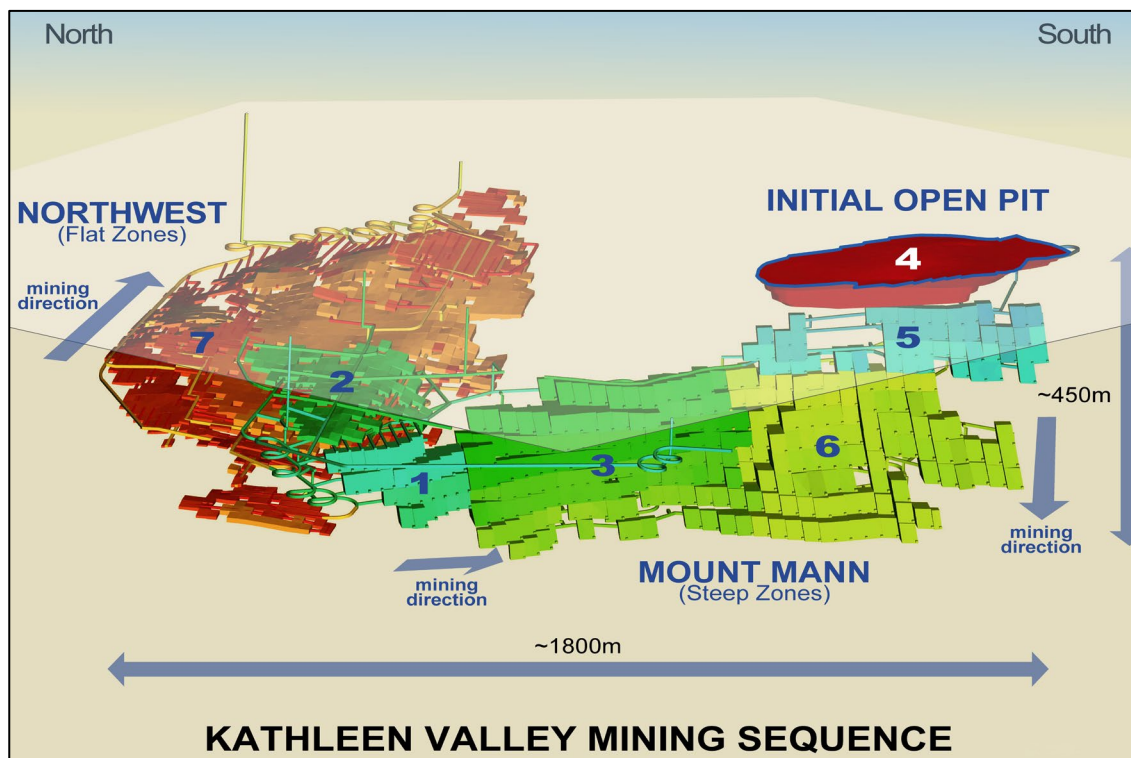 North
South
NORTHWEST
(Flat Zones)
INITIAL OPEN PIT
mining
direction
4
7
2
5
~450m
1
3
6
mining
direction
mining
direction
MOUNT MANN
(Steep Zones)
~1800m
KATHLEEN VALLEY MINING SEQUENCE